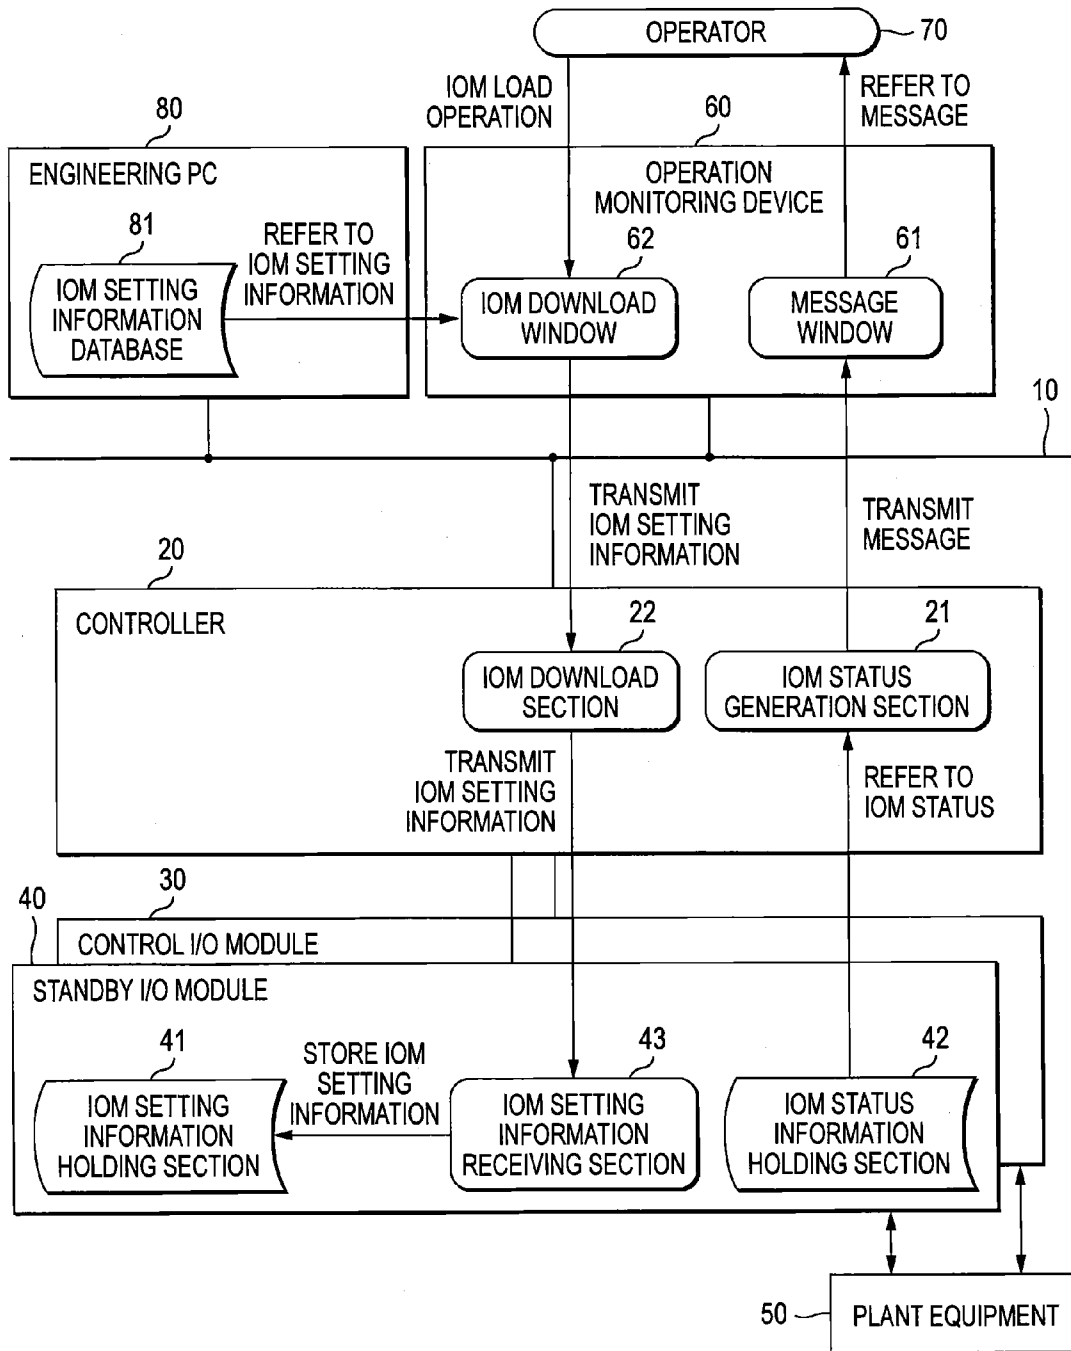 OPERATOR
70
IOM LOAD
OPERATION
REFER TO
MESSAGE
80
60
ENGINEERING PC
OPERATION
MONITORING DEVICE
81
REFER TO
IOM SETTING
INFORMATION
62
61
IOM SETTING
INFORMATION
DATABASE
IOM DOWNLOAD
WINDOW
MESSAGE
WINDOW
10
TRANSMIT
IOM SETTING
INFORMATION
TRANSMIT
MESSAGE
20
CONTROLLER
22
21
IOM DOWNLOAD
SECTION
IOM STATUS
GENERATION SECTION
TRANSMIT
IOM SETTING
INFORMATION
REFER TO
IOM STATUS
30
40
CONTROL I/O MODULE
STANDBY I/O MODULE
41
STORE IOM
SETTING
INFORMATION
43
42
IOM SETTING
INFORMATION
HOLDING SECTION
IOM SETTING
INFORMATION
RECEIVING SECTION
IOM STATUS
INFORMATION
HOLDING SECTION
50
PLANT EQUIPMENT